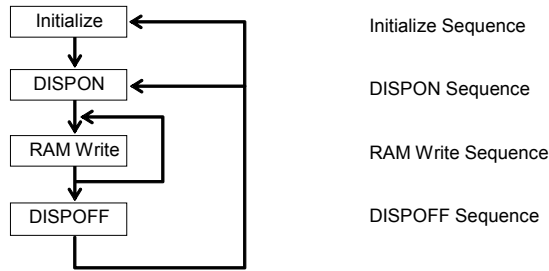 Initialize
Initialize Sequence
DISPON
DISPON Sequence
RAM Write
RAM Write Sequence
DISPOFF
DISPOFF Sequence